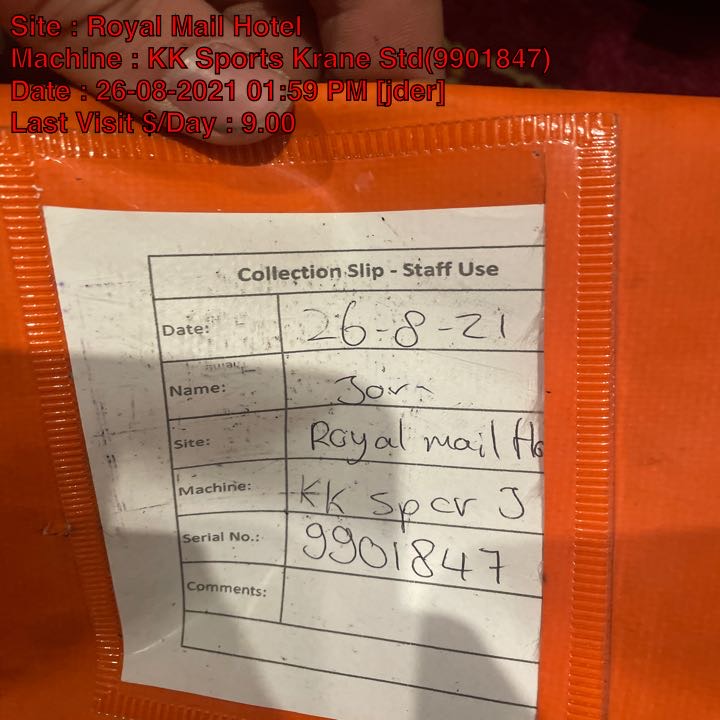 Site : Royal Mail Hotel
Machine : KK Sports Krane Std(9901847)
Date : 26-08-2021 01:59 PM [jder]
Last Visit $/Day : 9.00
Collection Slip - Staff Use
Date: 26-8-21
Name:
Site: Royal mail Ho
Machine: KK
Serial No.: 9901847
Comments: